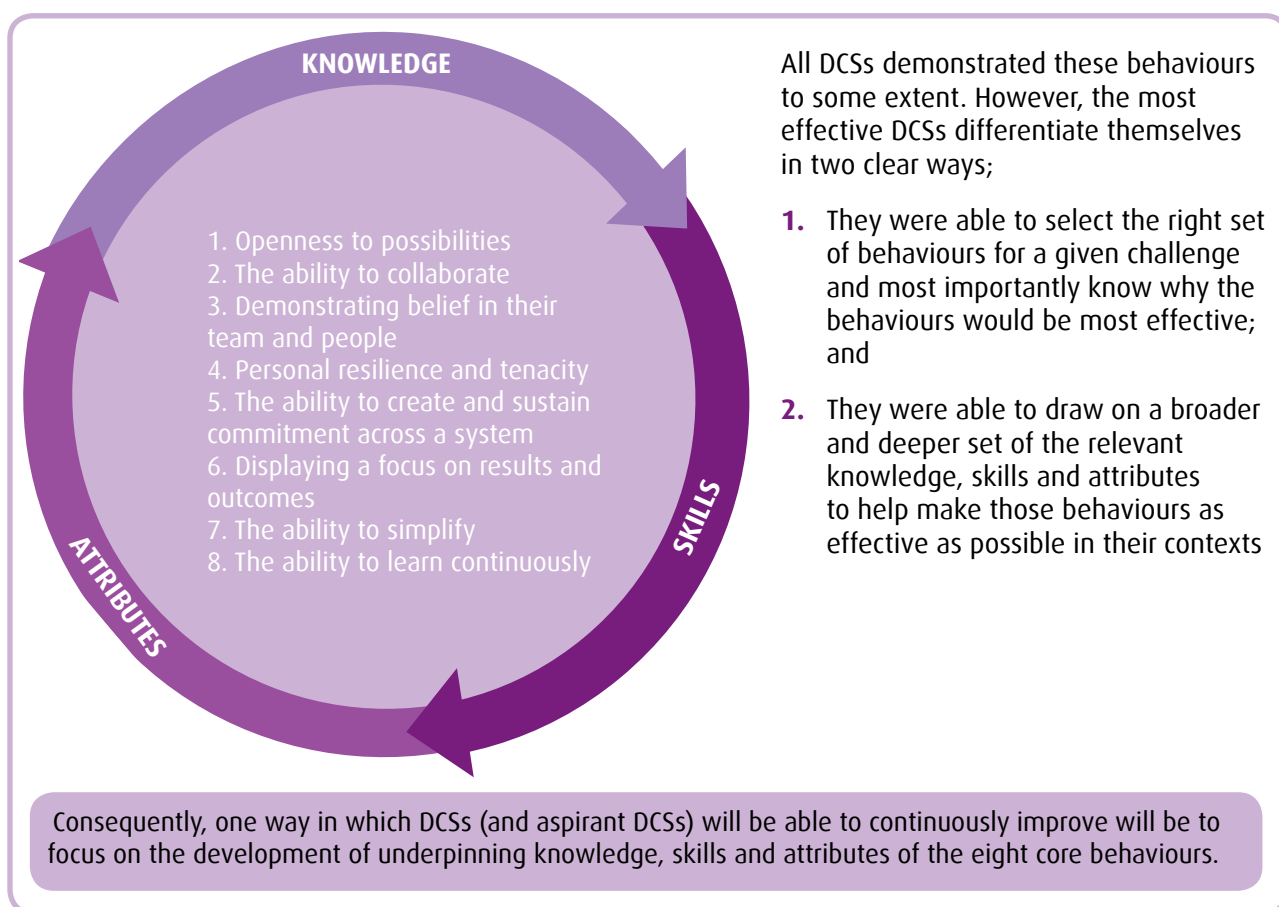 KNOWLEDGE
1. Openness to possibilities
2. The ability to collaborate
3. Demonstrating belief in their
team and people
4. Personal resilience and tenacity
5. The ability to create and sustain
commitment across a system
6. Displaying a focus on results and
outcomes
7. The ability to simplify
8. The ability to learn continuously
SKILLS
ATTRIBUTES
All DCSs demonstrated these behaviours
to some extent. However, the most
effective DCSs differentiate themselves
in two clear ways;
1. They were able to select the right set
of behaviours for a given challenge
and most importantly know why the
behaviours would be most effective;
and
2. They were able to draw on a broader
and deeper set of the relevant
knowledge, skills and attributes
to help make those behaviours as
effective as possible in their contexts
Consequently, one way in which DCSs (and aspirant DCSs) will be able to continuously improve will be to
focus on the development of underpinning knowledge, skills and attributes of the eight core behaviours.